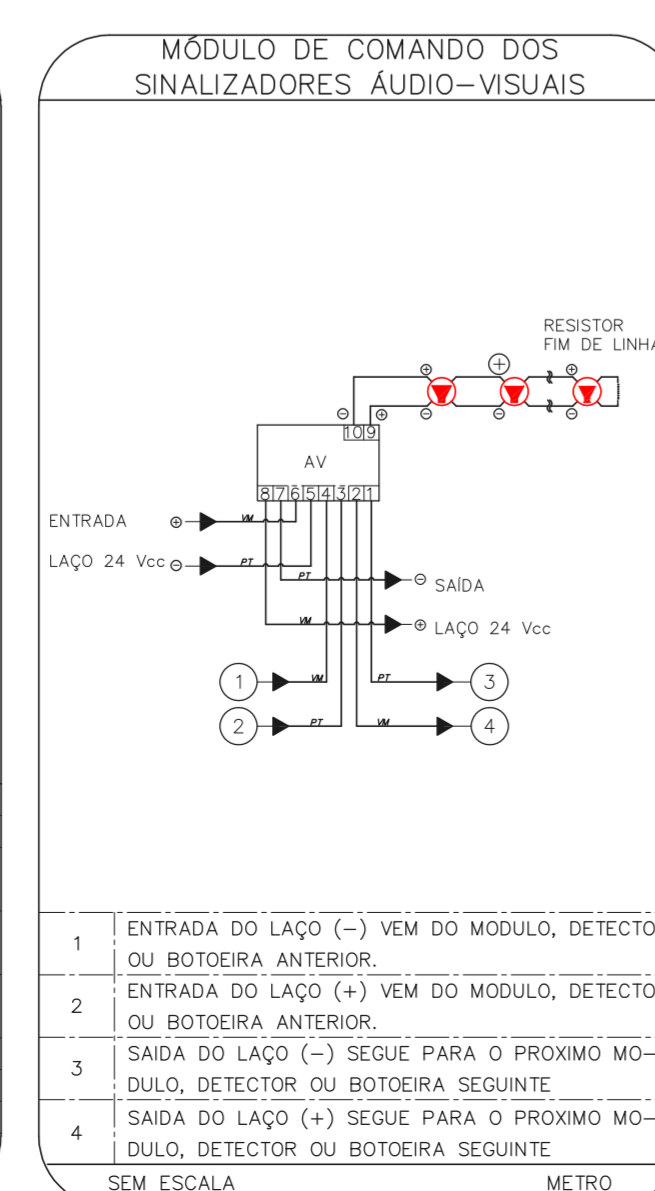 MÓDULO DE COMANDO DOS
SINALIZADORES ÁUDIO-VISUAIS
RESISTOR
FIM DE LINHA
⊕ ⊕ ⊕
⊖ ⊖ ⊖
⊖ ⊕
10 9
AV
8 7 6 5 4 3 2 1
ENTRADA ⊕ VM
LAÇO 24 Vcc ⊖ PT
PT ⊖ SAÍDA
VM ⊕ LAÇO 24 Vcc
1 VM PT 3
2 PT VM 4
1 ENTRADA DO LAÇO (-) VEM DO MODULO, DETECTO
OU BOTOEIRA ANTERIOR.
2 ENTRADA DO LAÇO (+) VEM DO MODULO, DETECTO
OU BOTOEIRA ANTERIOR.
3 SAIDA DO LAÇO (-) SEGUE PARA O PROXIMO MO-
DULO, DETECTOR OU BOTOEIRA SEGUINTE
4 SAIDA DO LAÇO (+) SEGUE PARA O PROXIMO MO-
DULO, DETECTOR OU BOTOEIRA SEGUINTE
SEM ESCALA METRO